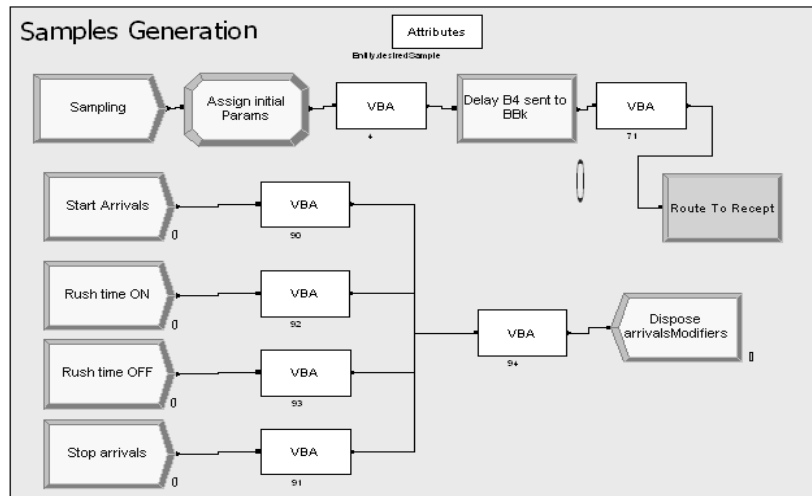 Samples Generation
Attributes
Entity.desiredSample
Sampling
Assign initial
Params
VBA
4
Delay B4 sent to
BBk
VBA
71
Route To Recept
Start Arrivals
0
VBA
90
Rush time ON
0
VBA
92
VBA
94
Dispose
arrivalsModifiers
0
Rush time OFF
0
VBA
93
Stop arrivals
0
VBA
91